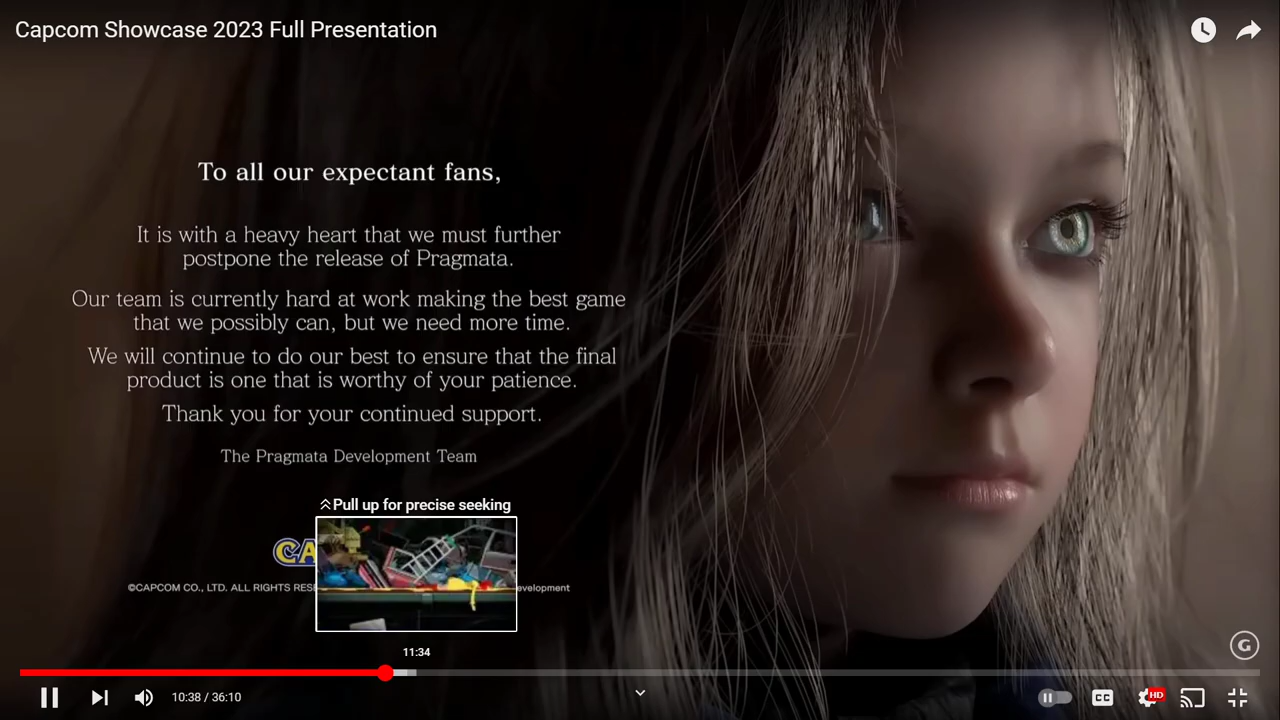 Capcom Showcase 2023 Full Presentation
To all our expectant fans,
It is with a heavy heart that we must further
postpone the release of Pragmata.
Our team is currently hard at work making the best game
that we possibly can, but we need more time.
We will continue to do our best to ensure that the final
product is one that is worthy of your patience.
Thank you for your continued support.
The Pragmata Development Team
Pull up for precise seeking
CA
©CAPCOM CO., LTD. ALL RIGHTS RESE
evelopment
G
11:34
10:38 / 36:10
CC
HD